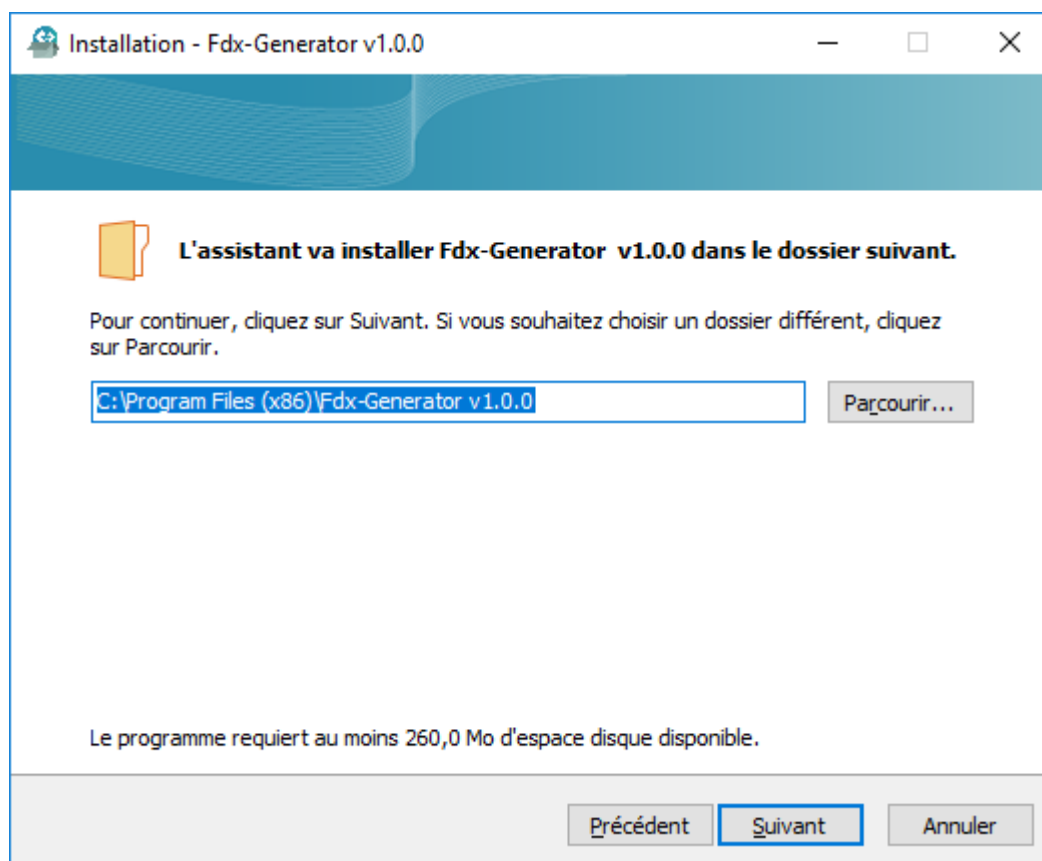 Installation - Fdx-Generator v1.0.0
L'assistant va installer Fdx-Generator  v1.0.0 dans le dossier suivant.
Pour continuer, cliquez sur Suivant. Si vous souhaitez choisir un dossier différent, cliquez
sur Parcourir.
C:\Program Files (x86)\Fdx-Generator v1.0.0
Parcourir...
Le programme requiert au moins 260,0 Mo d'espace disque disponible.
Précédent
Suivant
Annuler